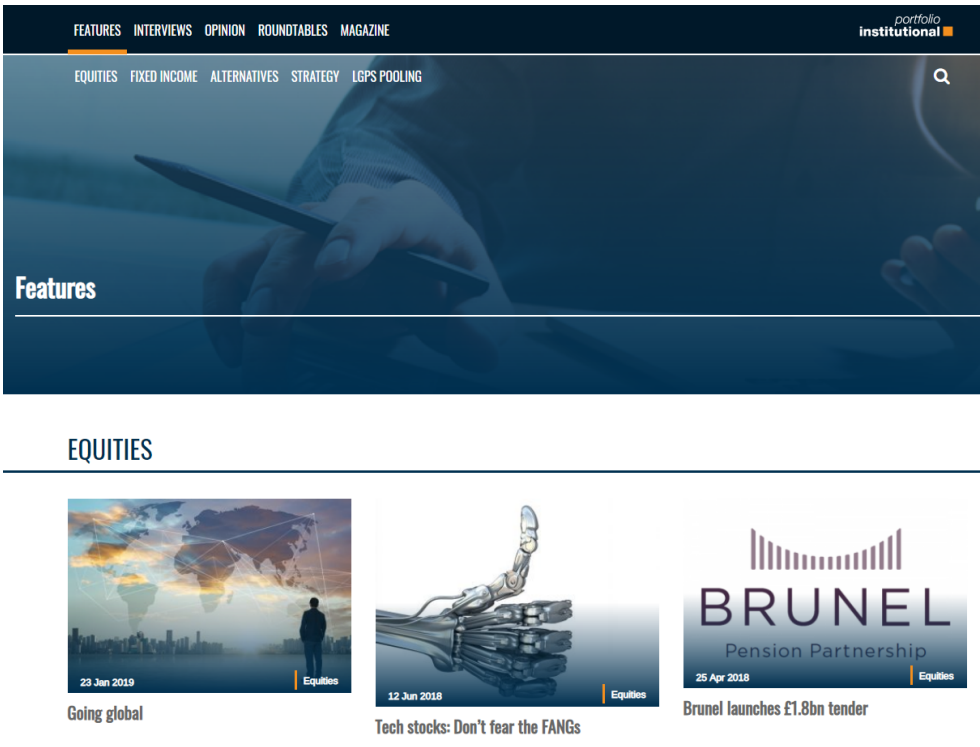 FEATURES INTERVIEWS OPINION ROUNDTABLES MAGAZINE
portfolio
institutional
EQUITIES FIXED INCOME ALTERNATIVES STRATEGY LGPS POOLING
Features
EQUITIES
23 Jan 2019 Equities
Going global
12 Jun 2018 Equities
Tech stocks: Don't fear the FANGs
BRUNEL
Pension Partnership
25 Apr 2018 Equities
Brunel launches £1.8bn tender